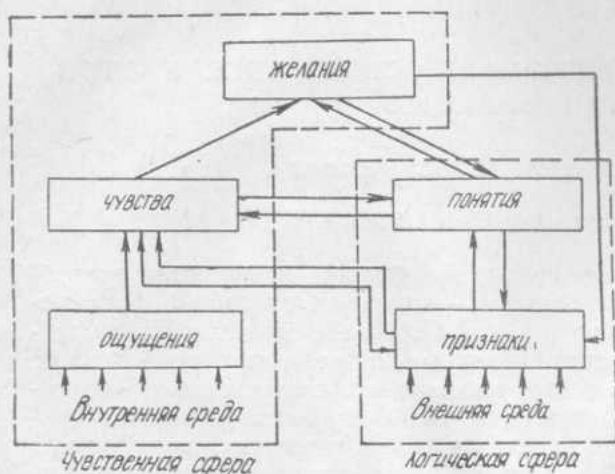 ЖЕЛАНИЯ
ЧУВСТВА
ПОНЯТИЯ
ОЩУЩЕНИЯ
ПРИЗНАКИ
Внутренняя среда
Внешняя среда
Чувственная сфера
Логическая сфера